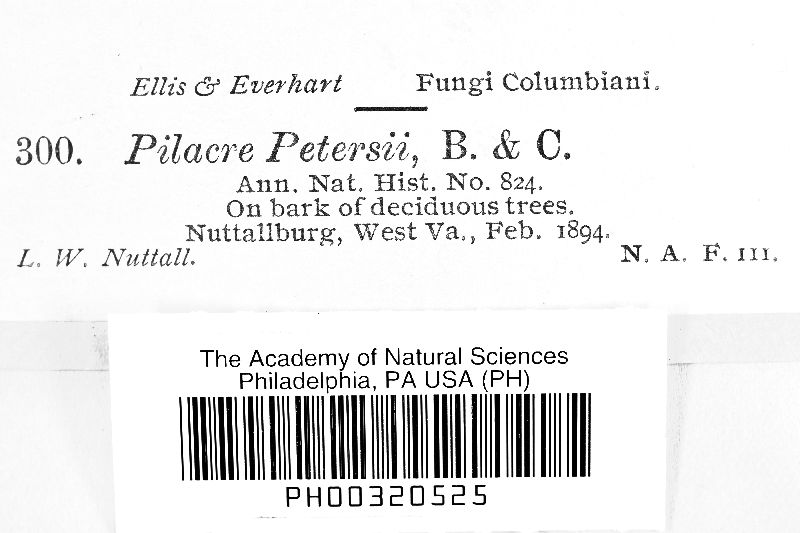 Ellis & Everhart Fungi Columbiani.
300. Pilacre Petersii, B. & C.
Ann. Nat. Hist. No. 824.
On bark of deciduous trees.
Nuttallburg, West Va., Feb. 1894.
L. W. Nuttall. N. A. F. III.
The Academy of Natural Sciences
Philadelphia, PA USA (PH)
PH00320525